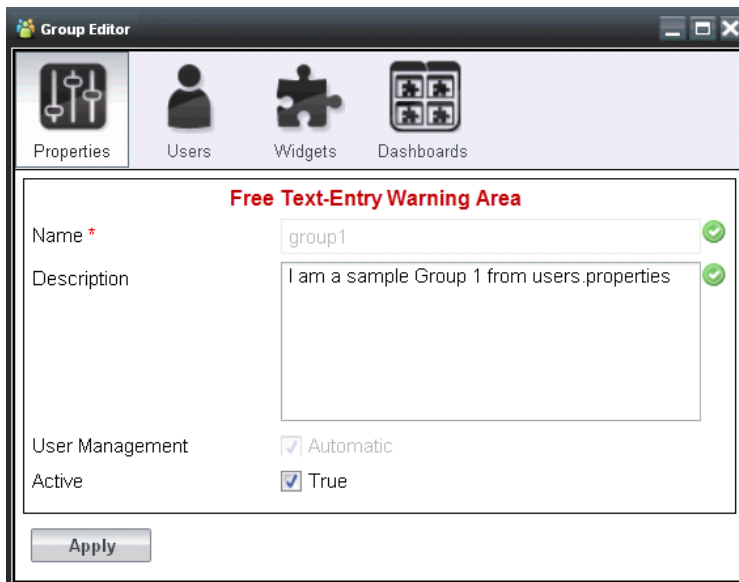 Group Editor
Properties Users Widgets Dashboards
Free Text-Entry Warning Area
Name * group1
Description I am a sample Group 1 from users.properties
User Management Automatic
Active True
Apply